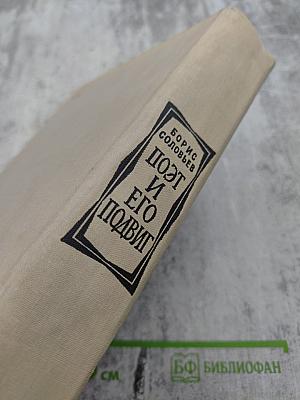 БОРИС
СОЛОВЬЕВ
ПОЭТ
И
ЕГО
ПОДВИГ
СМ
БФ БИБЛИОФАН